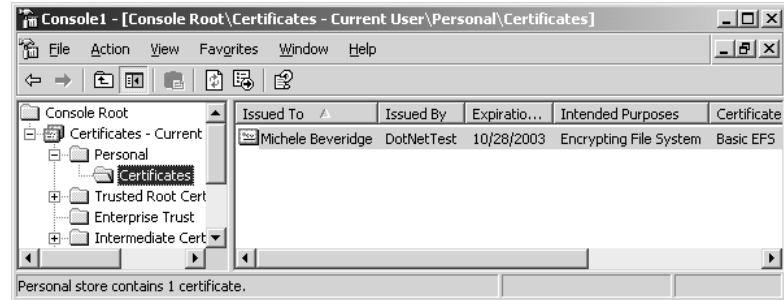 Console1 - [Console Root\Certificates - Current User\Personal\Certificates]
File Action View Favorites Window Help
Console Root
Certificates - Current
Personal
Certificates
Trusted Root Cert
Enterprise Trust
Intermediate Cert
Issued To Issued By Expiratio... Intended Purposes Certificate
Michele Beveridge DotNetTest 10/28/2003 Encrypting File System Basic EFS
Personal store contains 1 certificate.